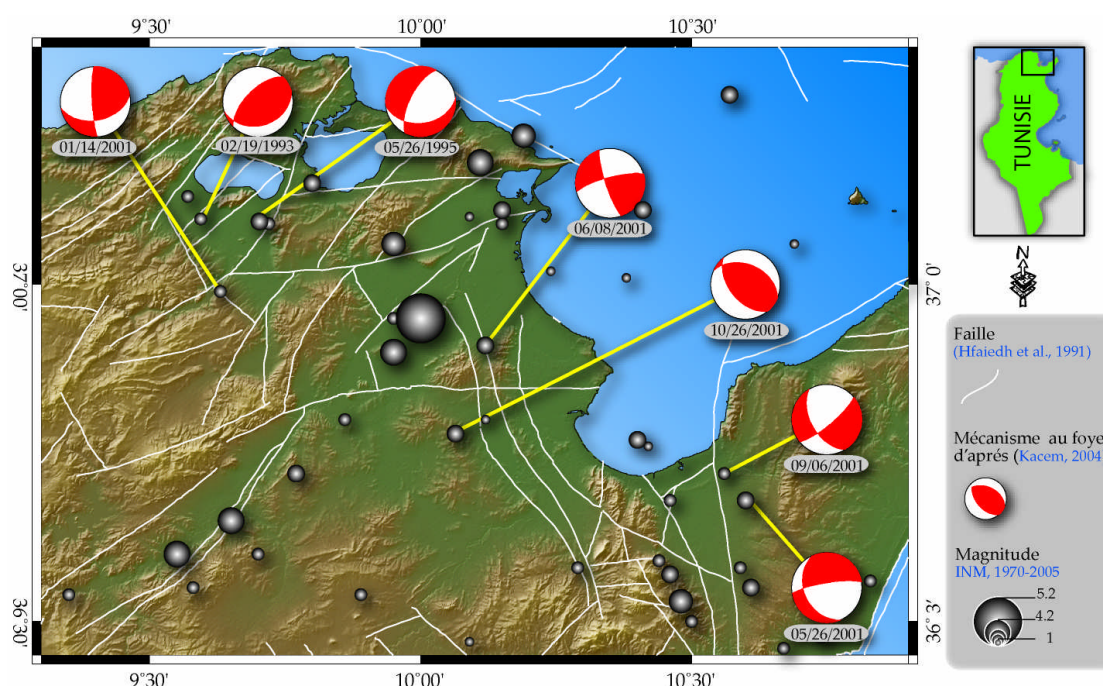 9°30' 10°00' 10°30'
01/14/2001
02/19/1993
05/26/1995
06/08/2001
10/26/2001
09/06/2001
05/26/2001
37°00'
36°30'
37°0'
36°3'
9°30' 10°00' 10°30'
TUNISIE
N
Faille
(Hfaiedh et al., 1991)
Mécanisme au foye
d'aprés (Kacem, 2004
Magnitude
INM, 1970-2005
5.2
4.2
1